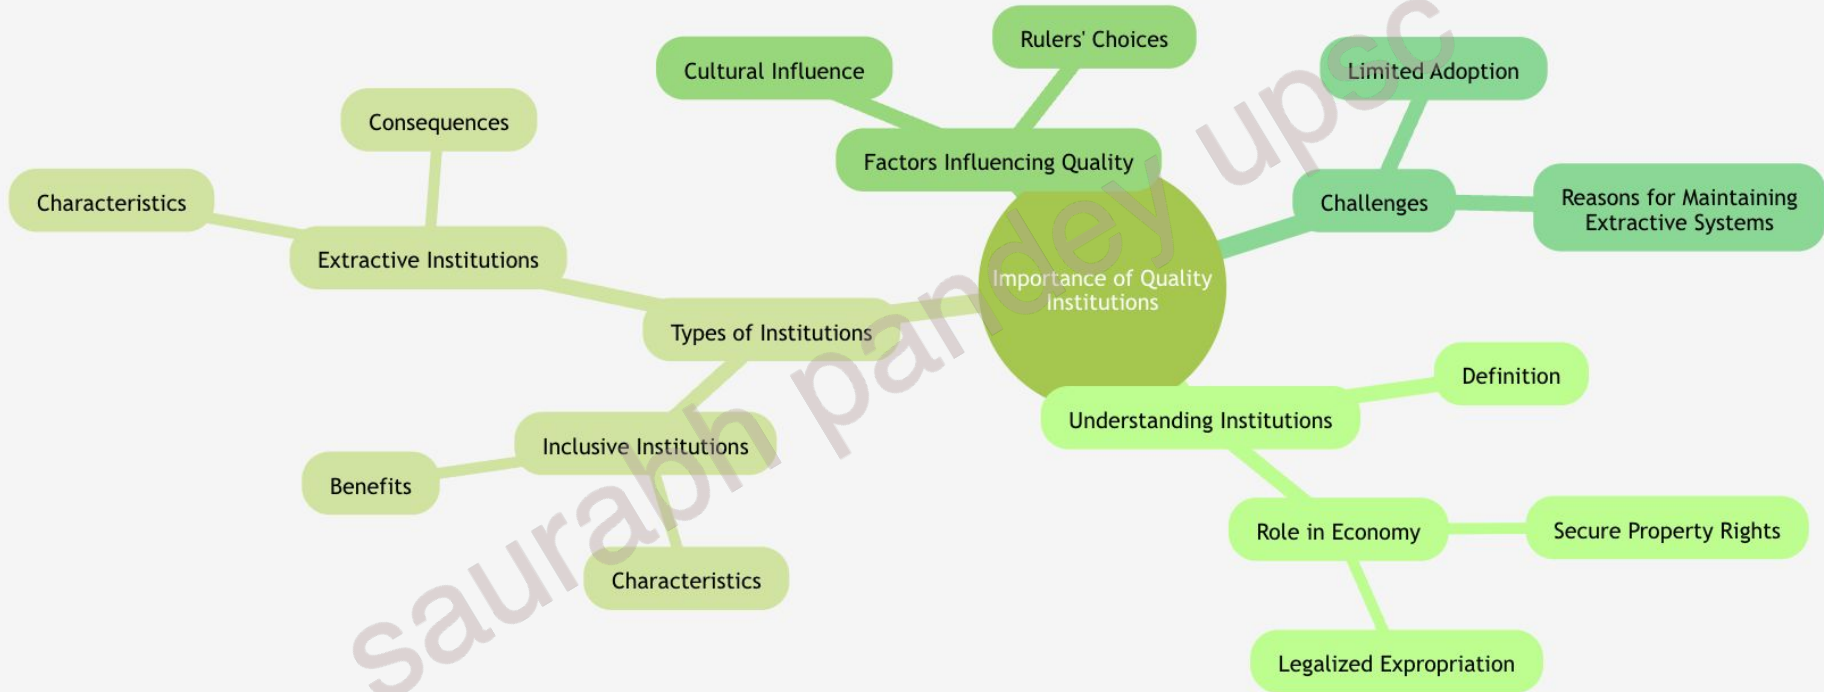 Rulers' Choices
Cultural Influence
Limited Adoption
Consequences
Factors Influencing Quality
Characteristics
Challenges
Reasons for Maintaining
Extractive Systems
Extractive Institutions
Importance of Quality
Institutions
Types of Institutions
Definition
Understanding Institutions
Inclusive Institutions
Benefits
Role in Economy
Secure Property Rights
Characteristics
Legalized Expropriation
saurabh pandey upsc